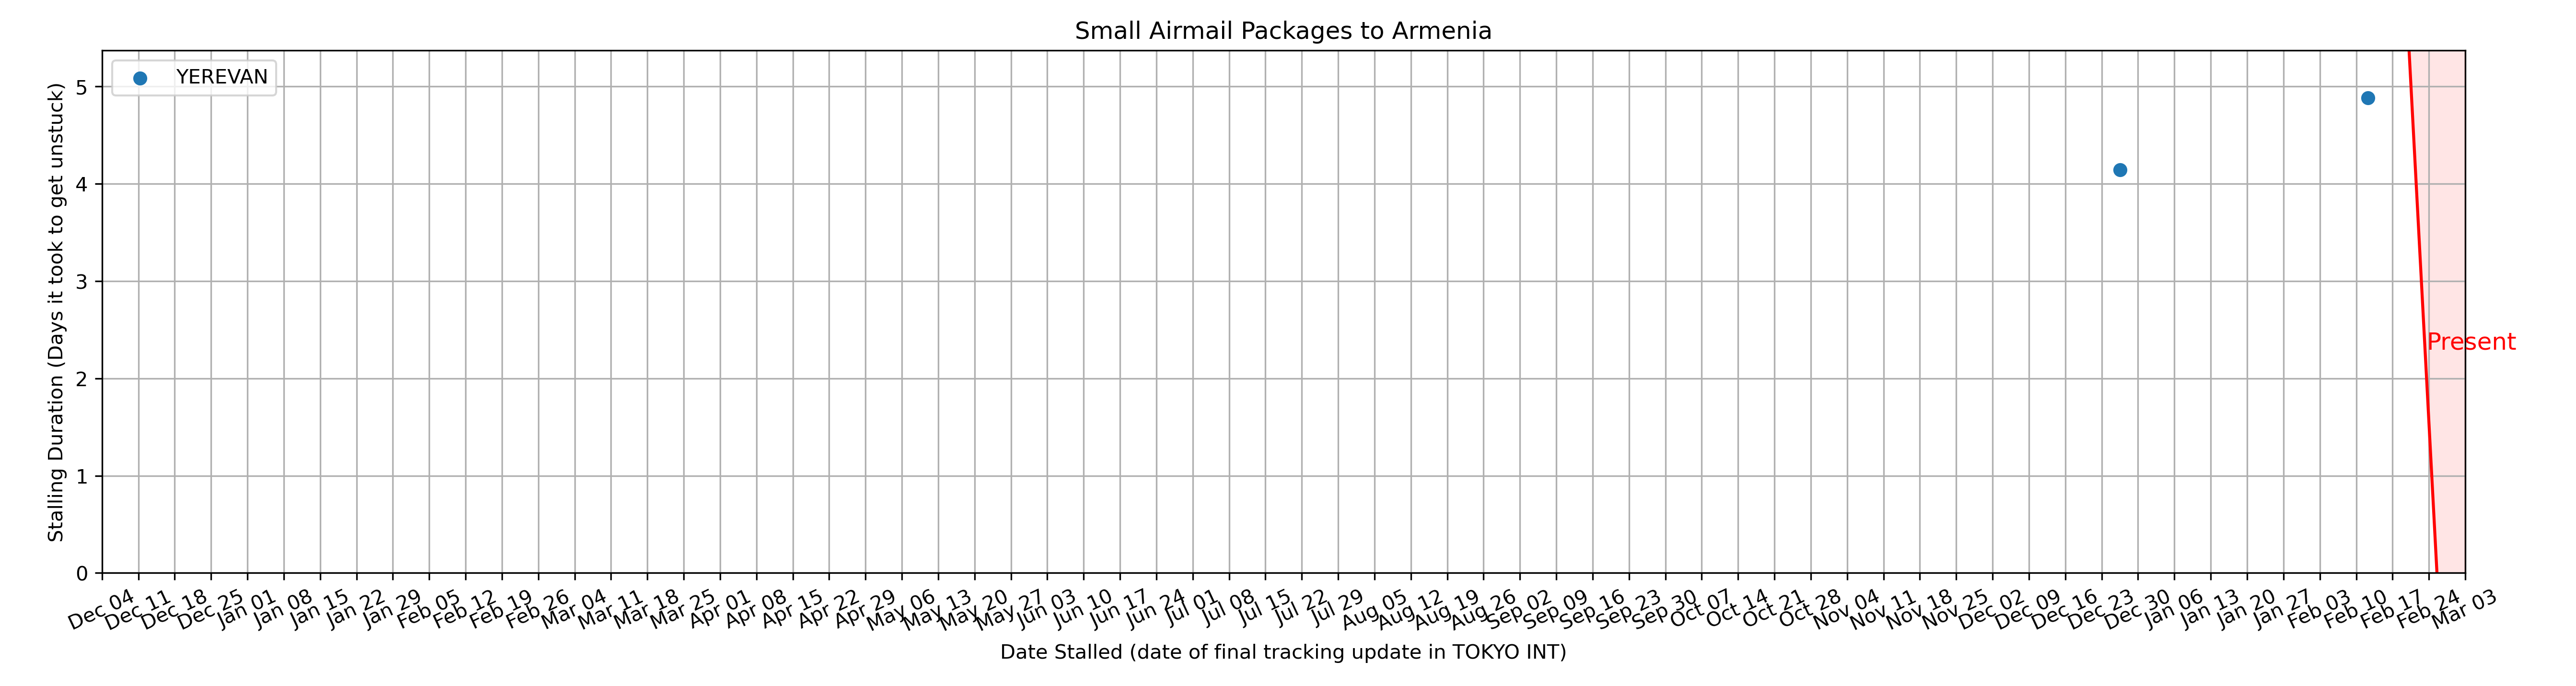 Small Airmail Packages to Armenia
YEREVAN
Stalling Duration (Days it took to get unstuck)
5
4
3
2
1
0
Present
Dec 04
Dec 11
Dec 18
Dec 25
Jan 01
Jan 08
Jan 15
Jan 22
Jan 29
Feb 05
Feb 12
Feb 19
Feb 26
Mar 04
Mar 11
Mar 18
Mar 25
Apr 01
Apr 08
Apr 15
Apr 22
Apr 29
May 06
May 13
May 20
May 27
Jun 03
Jun 10
Jun 17
Jun 24
Jul 01
Jul 08
Jul 15
Jul 22
Jul 29
Aug 05
Aug 12
Aug 19
Aug 26
Sep 02
Sep 09
Sep 16
Sep 23
Sep 30
Oct 07
Oct 14
Oct 21
Oct 28
Nov 04
Nov 11
Nov 18
Nov 25
Dec 02
Dec 09
Dec 16
Dec 23
Dec 30
Jan 06
Jan 13
Jan 20
Jan 27
Feb 03
Feb 10
Feb 17
Feb 24
Mar 03
Date Stalled (date of final tracking update in TOKYO INT)